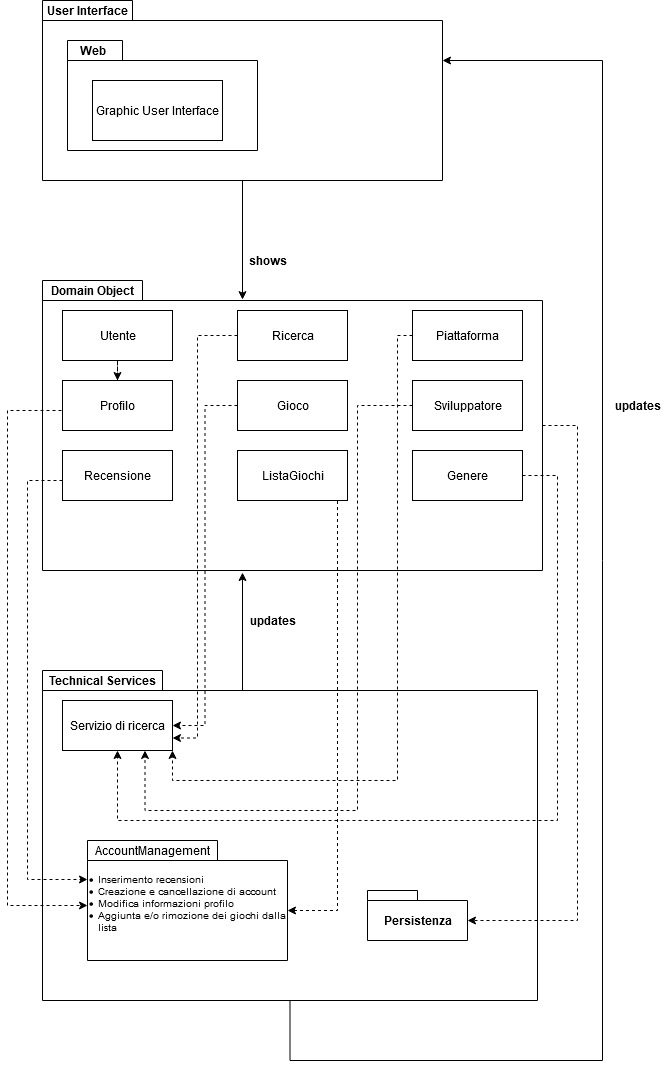 User Interface
Web
Graphic User Interface
shows
Domain Object
Utente
Ricerca
Piattaforma
Profilo
Gioco
Sviluppatore
updates
Recensione
ListaGiochi
Genere
updates
Technical Services
Servizio di ricerca
AccountManagement
• Inserimento recensioni
• Creazione e cancellazione di account
• Modifica informazioni profilo
• Aggiunta e/o rimozione dei giochi dalla
lista
Persistenza